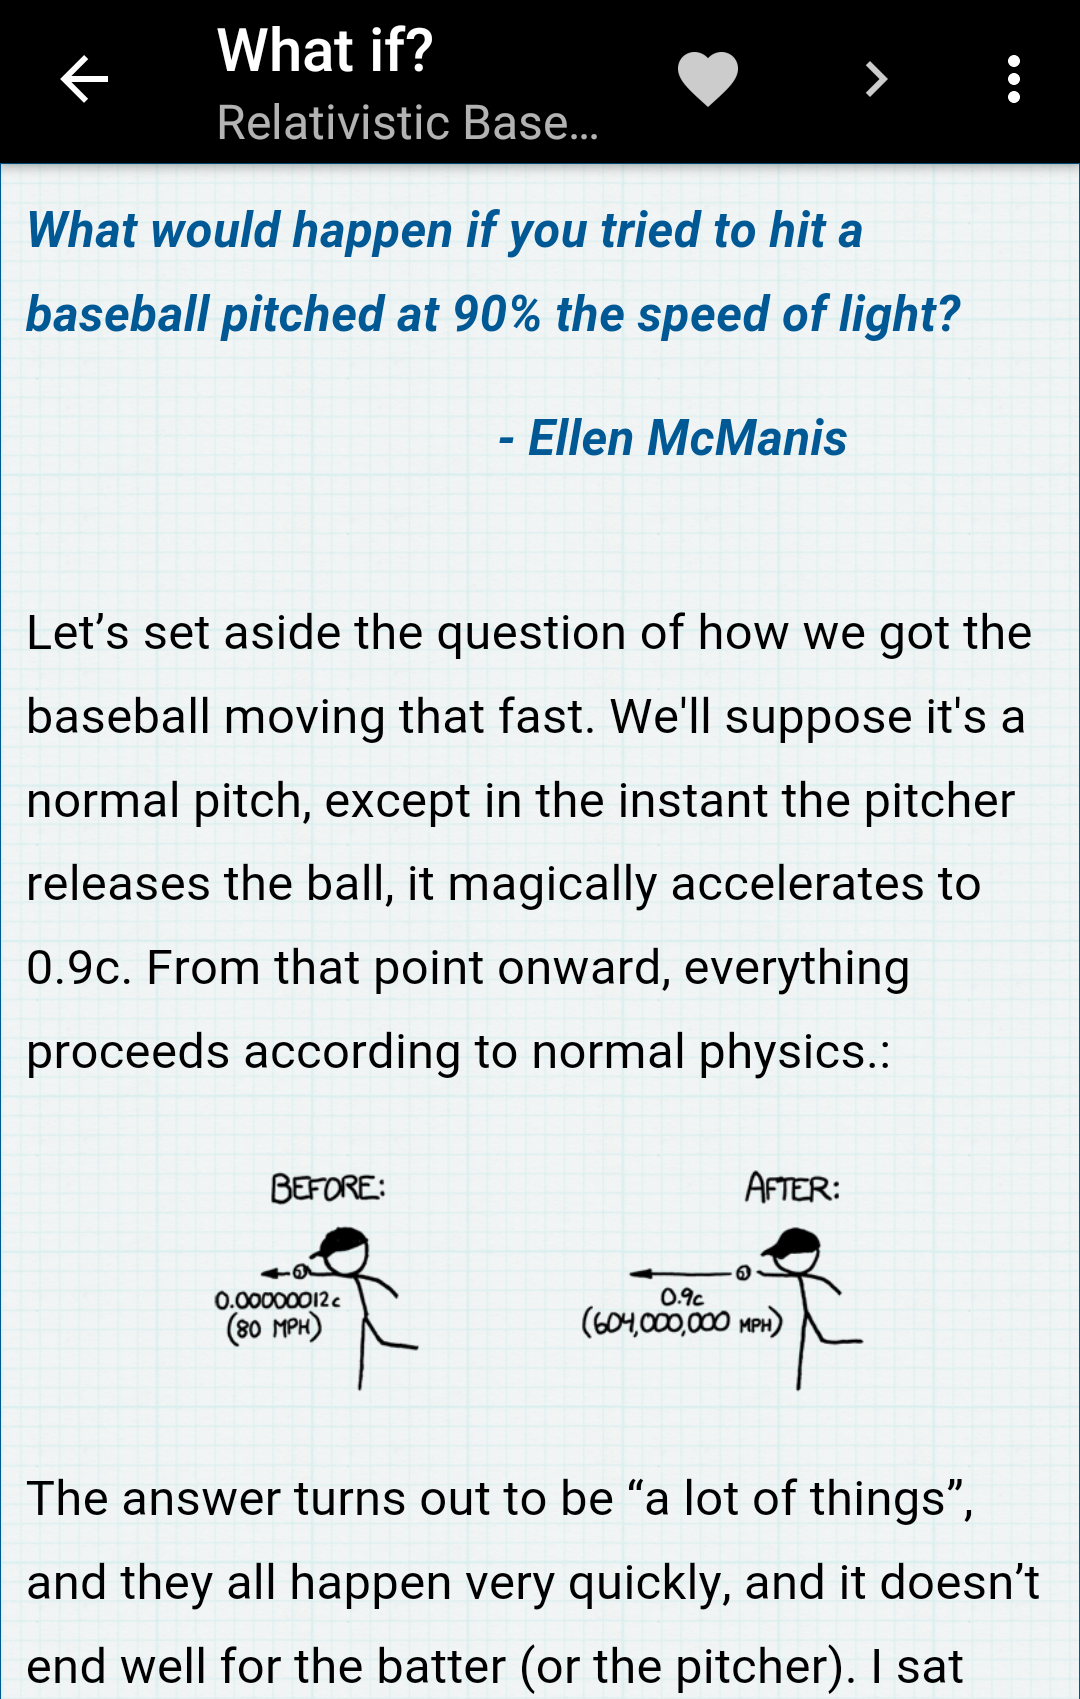 What if?
Relativistic Base...
What would happen if you tried to hit a
baseball pitched at 90% the speed of light?
- Ellen McManis
Let’s set aside the question of how we got the
baseball moving that fast. We'll suppose it's a
normal pitch, except in the instant the pitcher
releases the ball, it magically accelerates to
0.9c. From that point onward, everything
proceeds according to normal physics.:
BEFORE:
0.00000012c
(80 MPH)
AFTER:
0.9c
(604,000,000 MPH)
The answer turns out to be “a lot of things”,
and they all happen very quickly, and it doesn’t
end well for the batter (or the pitcher). I sat